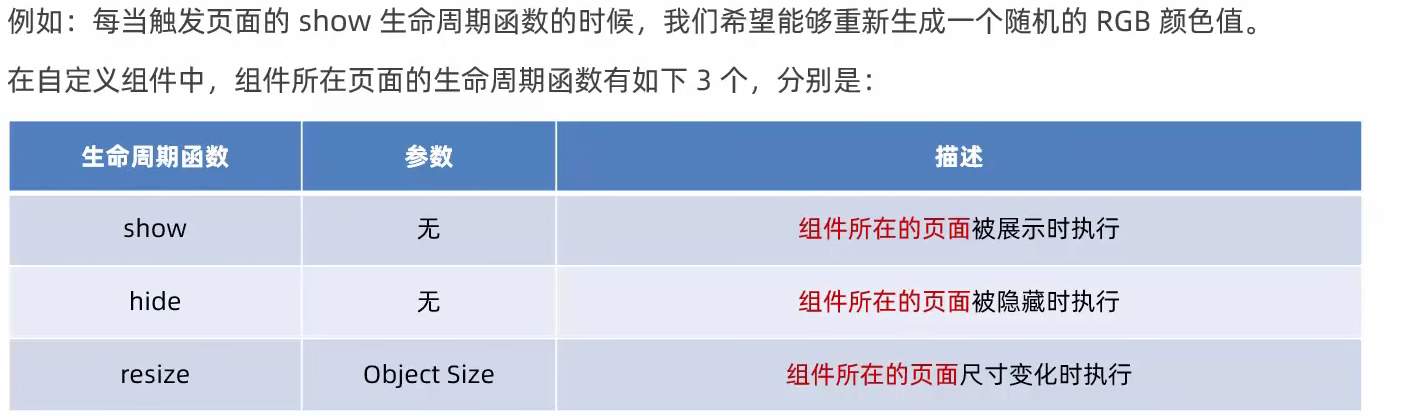 例如：每当触发页面的 show 生命周期函数的时候，我们希望能够重新生成一个随机的 RGB 颜色值。
在自定义组件中，组件所在页面的生命周期函数有如下 3 个，分别是：
生命周期函数 参数 描述
show 无 组件所在的页面被展示时执行
hide 无 组件所在的页面被隐藏时执行
resize Object Size 组件所在的页面尺寸变化时执行